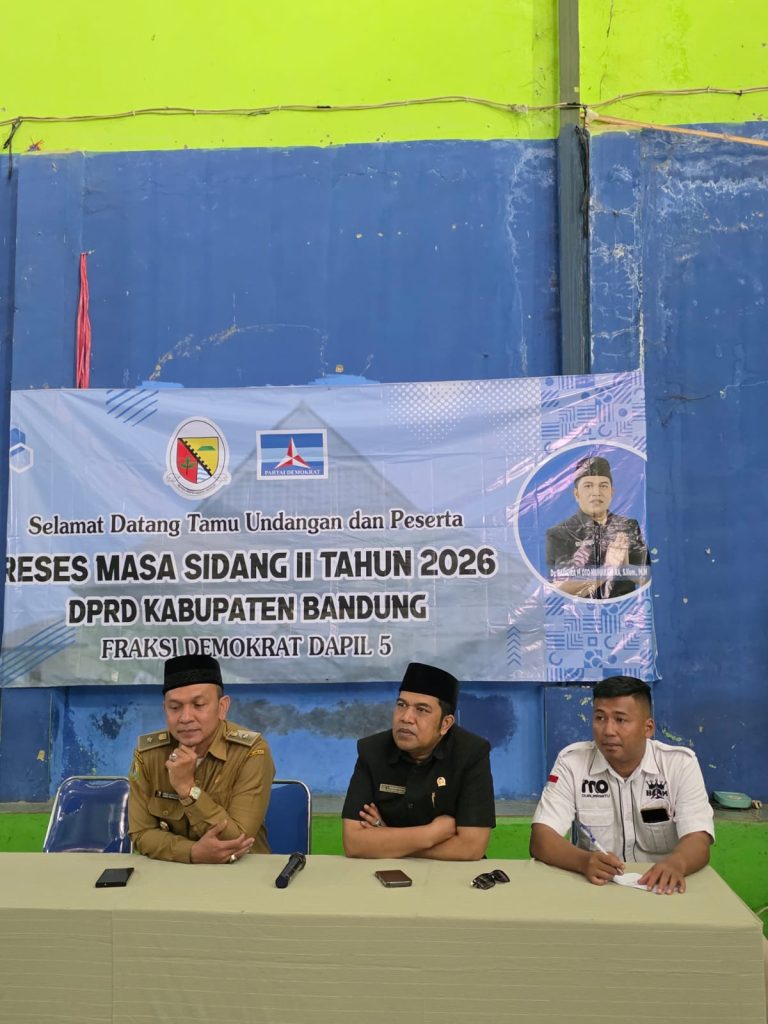 PARTAI DEMOKRAT
Selamat Datang Tamu Undangan dan Peserta
RESES MASA SIDANG II TAHUN 2026
DPRD KABUPATEN BANDUNG
FRAKSI DEMOKRAT DAPIL 5